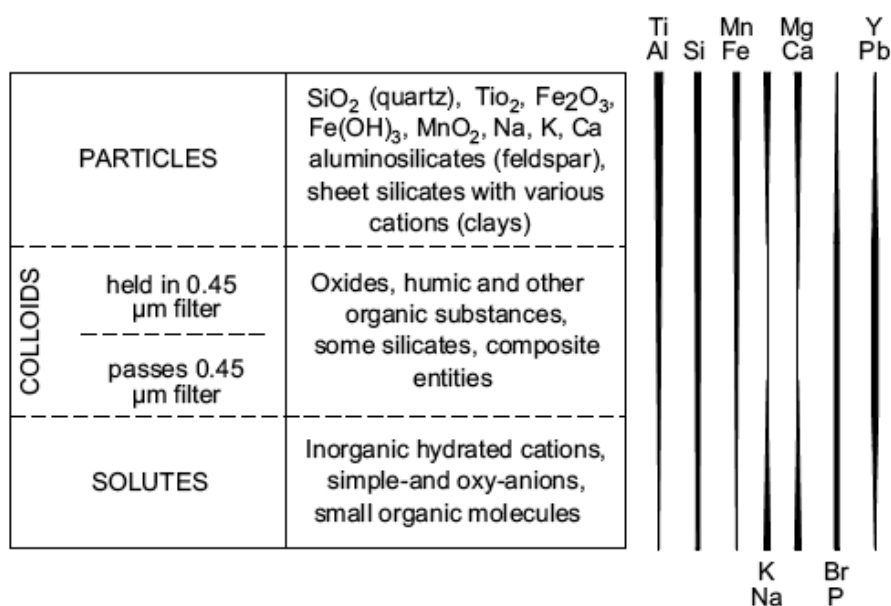 Ti Mn Mg Y
Al Si Fe Ca Pb
PARTICLES
SiO₂ (quartz), Tio₂, Fe₂O₃,
Fe(OH)₃, MnO₂, Na, K, Ca
aluminosilicates (feldspar),
sheet silicates with various
cations (clays)
COLLOIDS
held in 0.45
µm filter
passes 0.45
µm filter
Oxides, humic and other
organic substances,
some silicates, composite
entities
SOLUTES
Inorganic hydrated cations,
simple-and oxy-anions,
small organic molecules
K Br
Na P